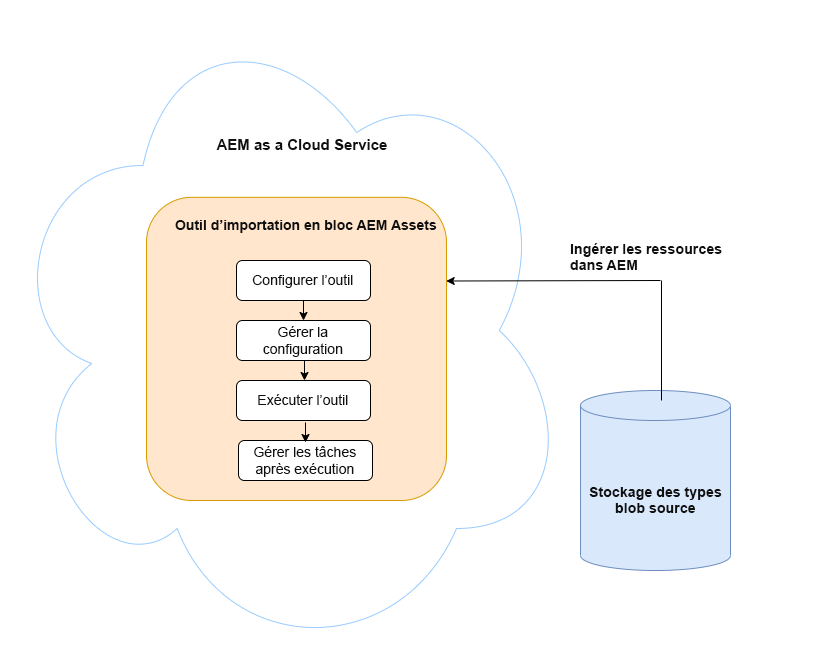 AEM as a Cloud Service
Outil d’importation en bloc AEM Assets
Configurer l’outil
Gérer la
configuration
Exécuter l’outil
Gérer les tâches
après exécution
Ingérer les ressources
dans AEM
Stockage des types
blob source